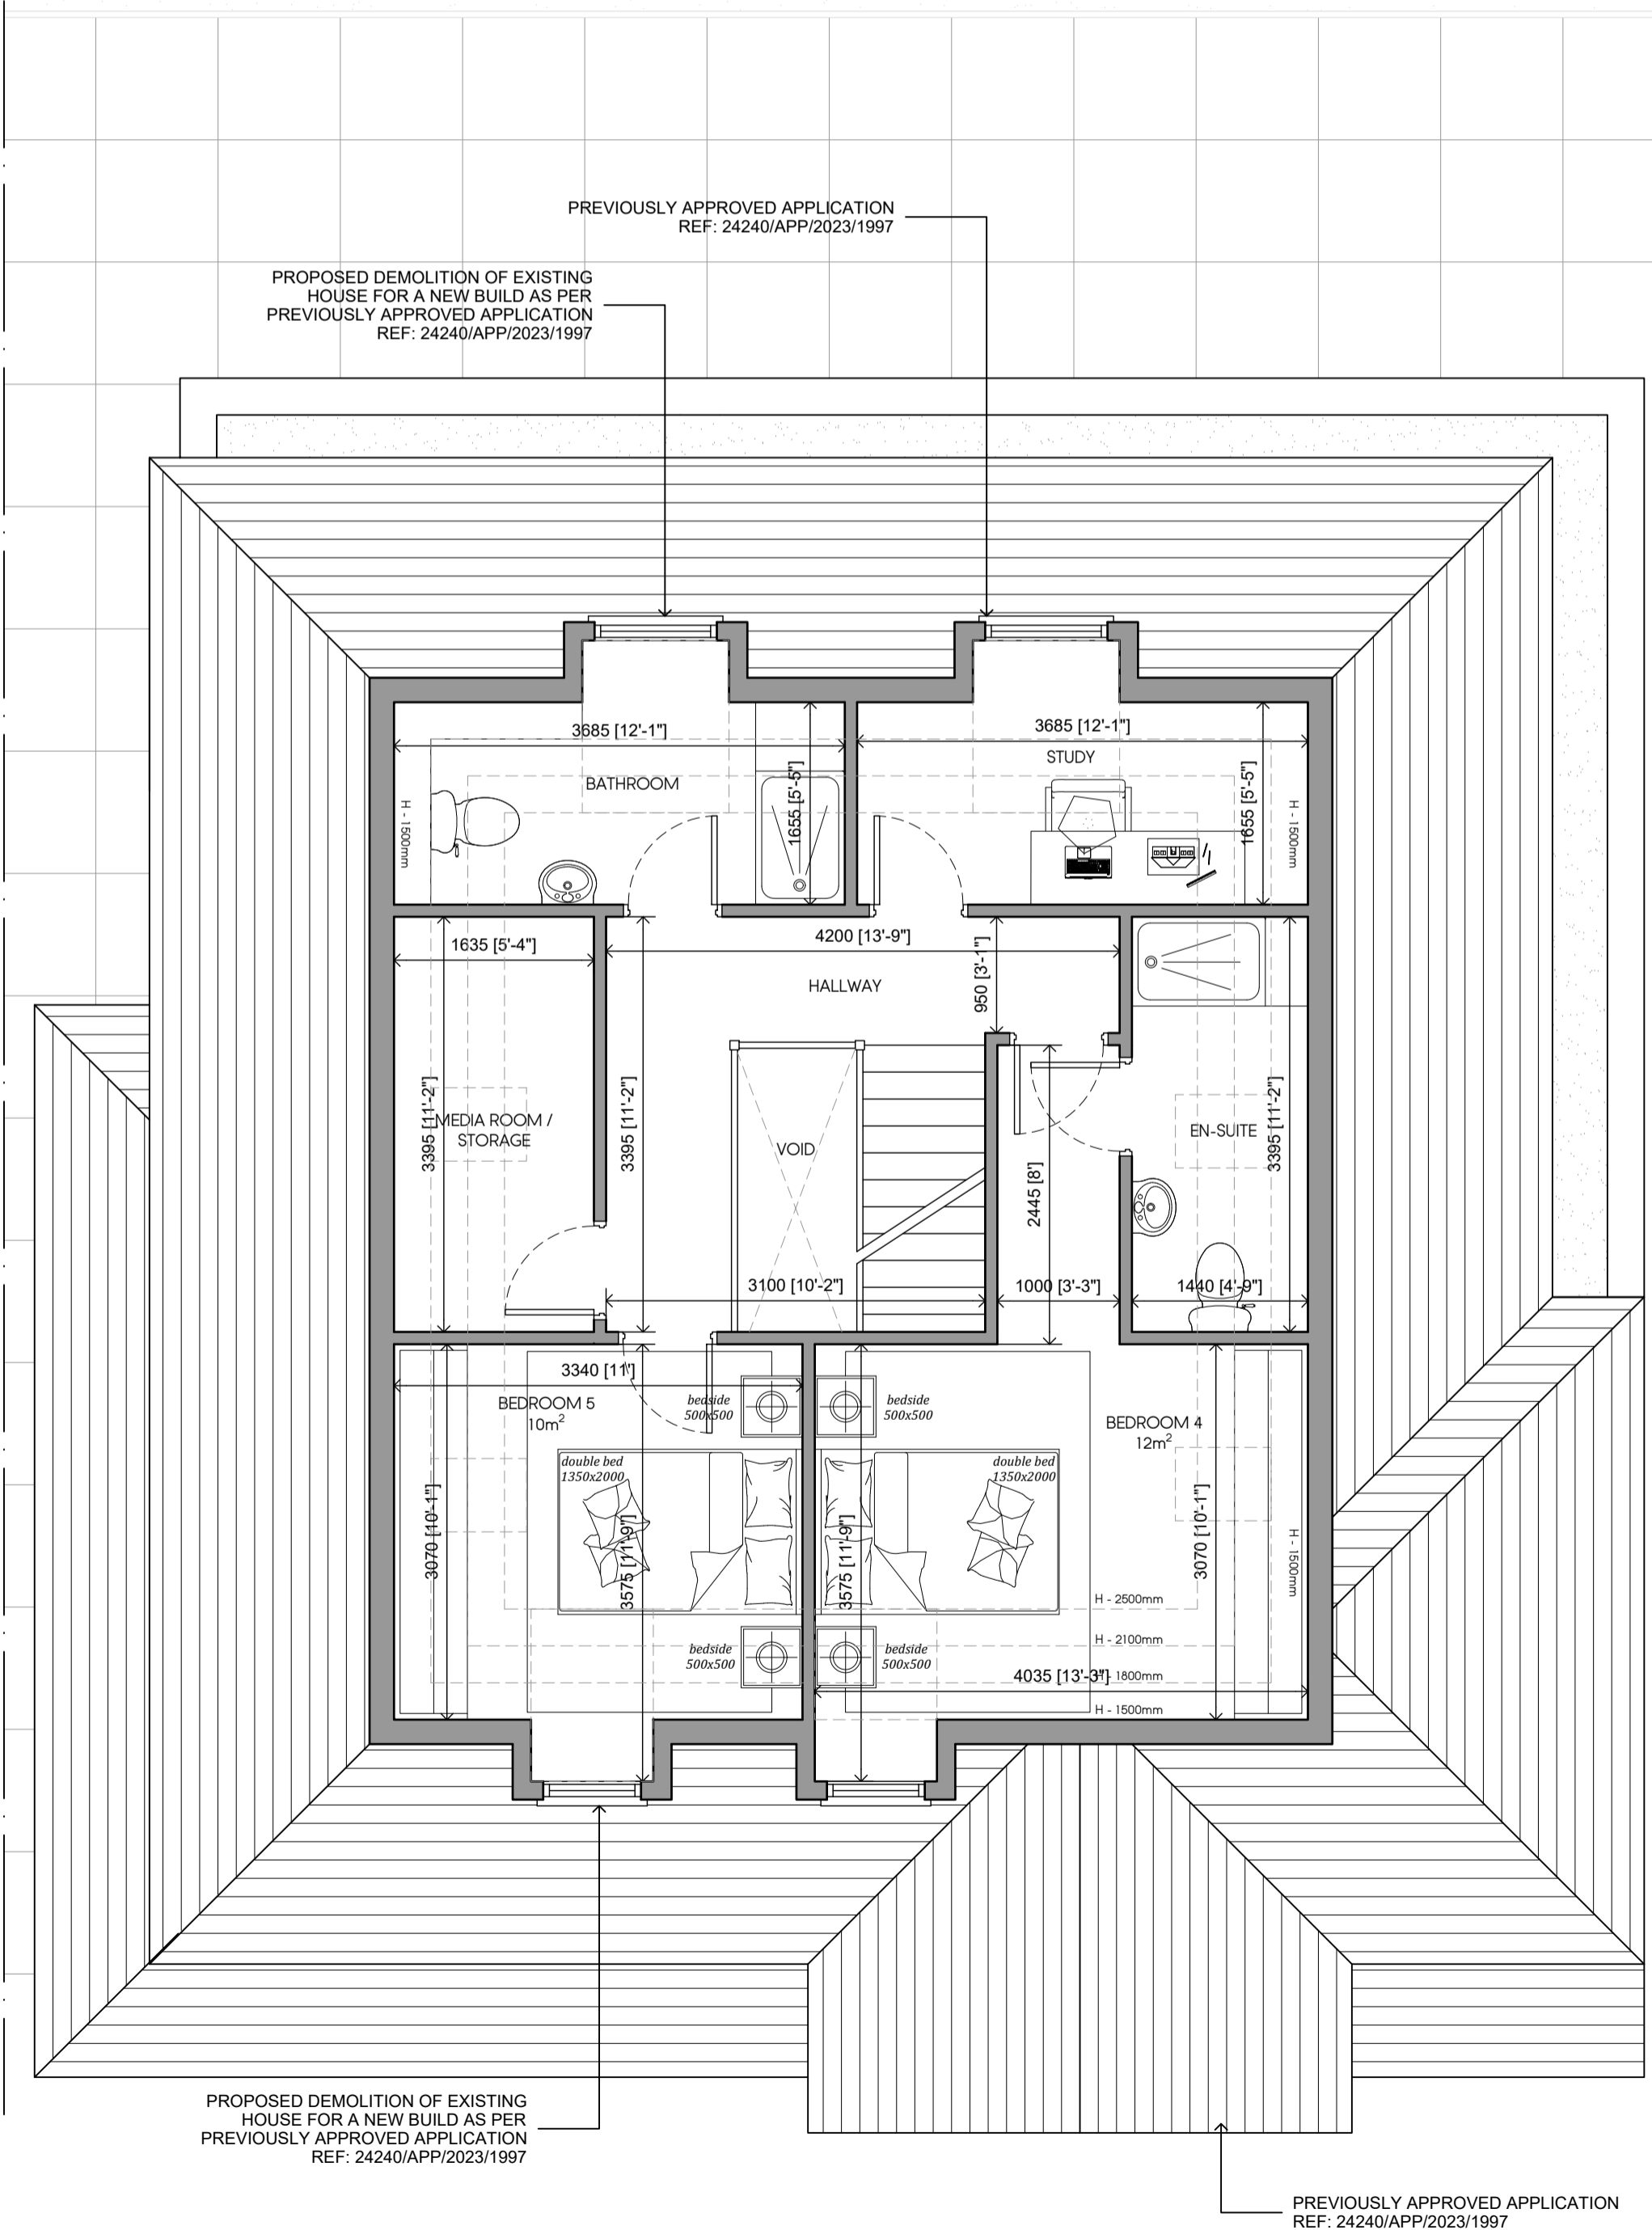 PREVIOUSLY APPROVED APPLICATION
REF: 24240/APP/2023/1997
PROPOSED DEMOLITION OF EXISTING
HOUSE FOR A NEW BUILD AS PER
PREVIOUSLY APPROVED APPLICATION
REF: 24240/APP/2023/1997
3685 [12'-1"]
BATHROOM
1655 [5'-5"]
H - 1500mm
3685 [12'-1"]
STUDY
1655 [5'-5"]
H - 1500mm
1635 [5'-4"]
4200 [13'-9"]
HALLWAY
950 [3'-1"]
3395 [11'-2"]
MEDIA ROOM /
STORAGE
3395 [11'-2"]
VOID
2445 [8']
EN-SUITE
3395 [11'-2"]
3100 [10'-2"]
1000 [3'-3"]
1440 [4'-9"]
3340 [11']
BEDROOM 5
10m²
bedside
500x500
bedside
500x500
BEDROOM 4
12m²
double bed
1350x2000
double bed
1350x2000
3070 [10'-1"]
3575 [11'-9"]
3575 [11'-9"]
3070 [10'-1"]
H - 1500mm
H - 2500mm
H - 2100mm
bedside
500x500
bedside
500x500
4035 [13'-3"]
H - 1800mm
H - 1500mm
PROPOSED DEMOLITION OF EXISTING
HOUSE FOR A NEW BUILD AS PER
PREVIOUSLY APPROVED APPLICATION
REF: 24240/APP/2023/1997
PREVIOUSLY APPROVED APPLICATION
REF: 24240/APP/2023/1997